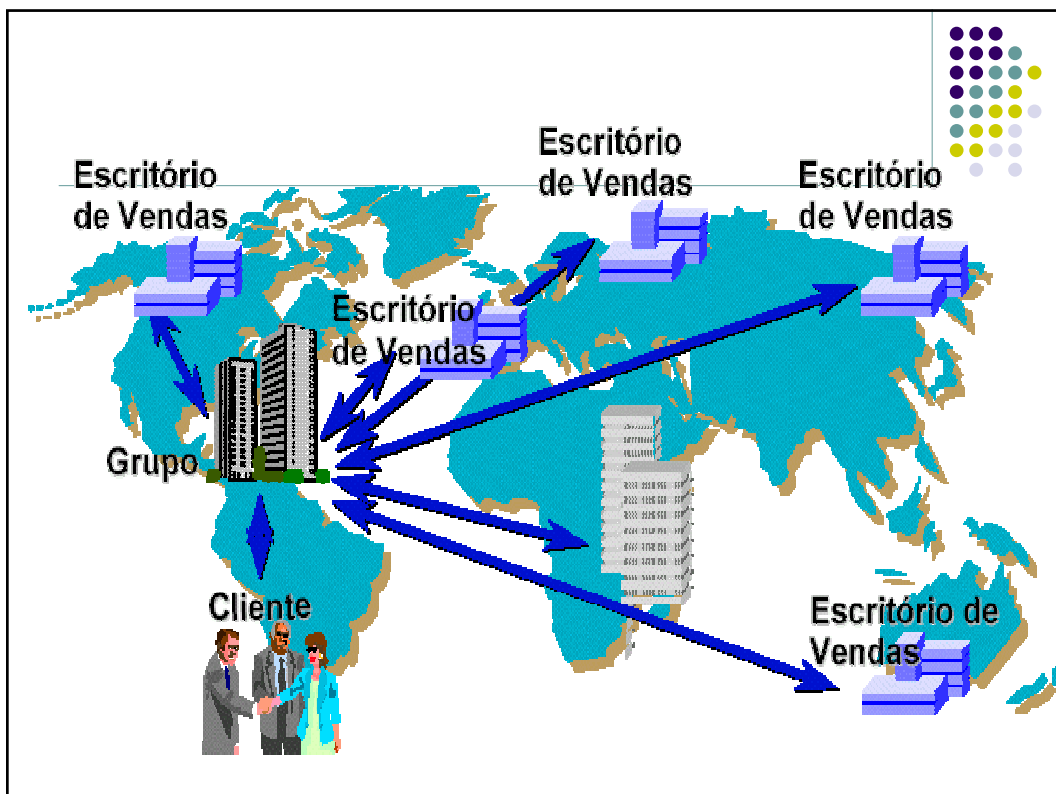 Escritório
de Vendas
Escritório
de Vendas
Escritório
de Vendas
Escritório
de Vendas
Grupo
Cliente
Escritório de
Vendas